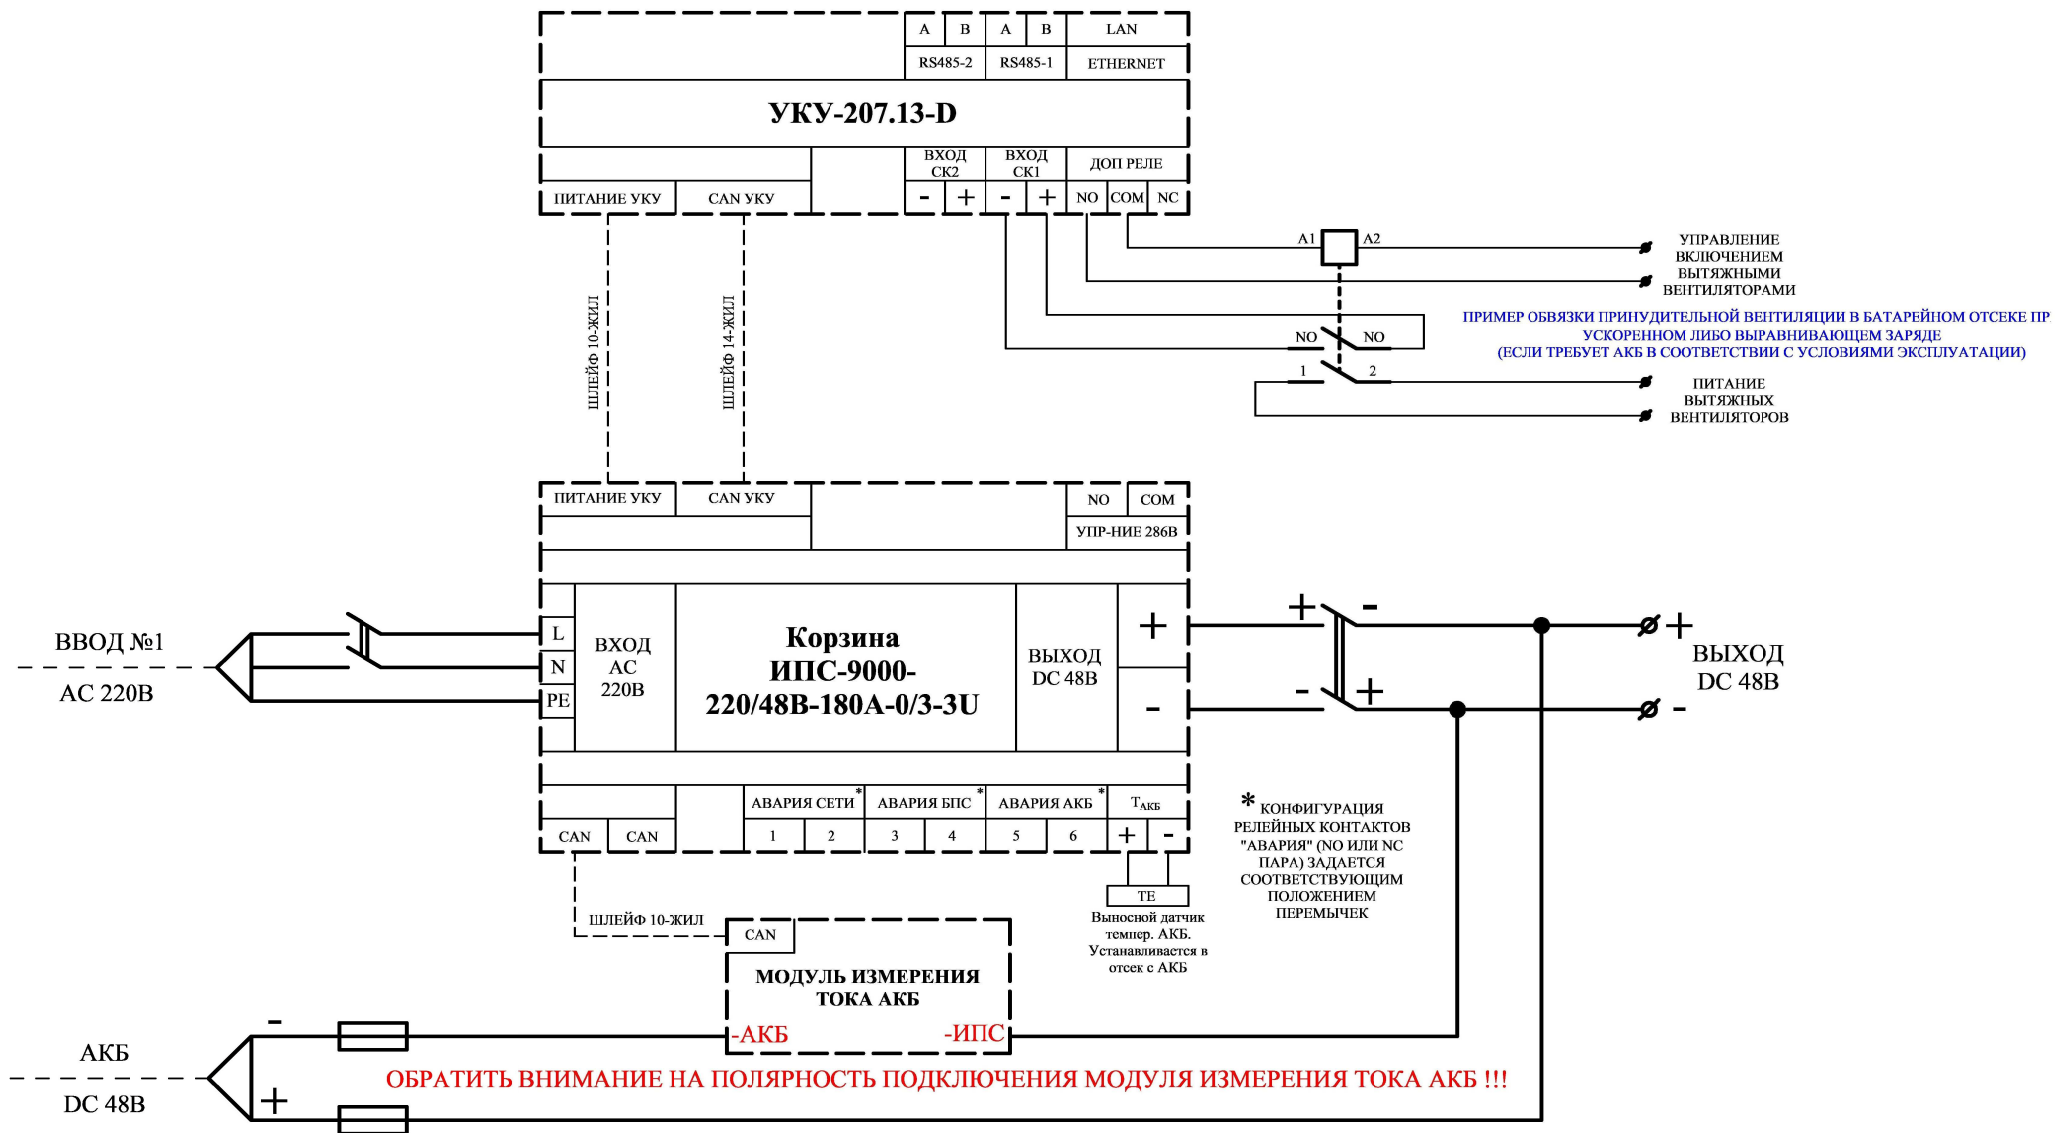 A B A B LAN
RS485-2 RS485-1 ETHERNET
УКУ-207.13-D
ВХОД СК2 ВХОД СК1 ДОП РЕЛЕ
ПИТАНИЕ УКУ CAN УКУ - + - + NO COM NC
A1 A2
УПРАВЛЕНИЕ
ВКЛЮЧЕНИЕМ
ВЫТЯЖНЫМИ
ВЕНТИЛЯТОРАМИ
ШЛЕЙФ 10-ЖИЛ
ШЛЕЙФ 14-ЖИЛ
ПРИМЕР ОБВЯЗКИ ПРИНУДИТЕЛЬНОЙ ВЕНТИЛЯЦИИ В БАТАРЕЙНОМ ОТСЕКЕ ПР
УСКОРЕННОМ ЛИБО ВЫРАВНИВАЮЩЕМ ЗАРЯДЕ
(ЕСЛИ ТРЕБУЕТ АКБ В СООТВЕТСТВИИ С УСЛОВИЯМИ ЭКСПЛУАТАЦИИ)
NO NO
1 2
ПИТАНИЕ
ВЫТЯЖНЫХ
ВЕНТИЛЯТОРОВ
ПИТАНИЕ УКУ CAN УКУ NO COM
УПР-НИЕ 286В
ВВОД №1
AC 220В
L
N
PE
ВХОД
AC
220В
Корзина
ИПС-9000-
220/48В-180А-0/3-3U
ВЫХОД
DC 48В
+
-
+ -
- +
+
-
ВЫХОД
DC 48В
АВАРИЯ СЕТИ * АВАРИЯ БПС * АВАРИЯ АКБ * TАКБ
CAN CAN 1 2 3 4 5 6 + -
* КОНФИГУРАЦИЯ
РЕЛЕЙНЫХ КОНТАКТОВ
"АВАРИЯ" (NO ИЛИ NC
ПАРА) ЗАДАЕТСЯ
СООТВЕТСТВУЮЩИМ
ПОЛОЖЕНИЕМ
ПЕРЕМЫЧЕК
TE
Выносной датчик
темпер. АКБ.
Устанавливается в
отсек с АКБ
ШЛЕЙФ 10-ЖИЛ
CAN
МОДУЛЬ ИЗМЕРЕНИЯ
ТОКА АКБ
-АКБ -ИПС
АКБ
DC 48В
-
+
ОБРАТИТЬ ВНИМАНИЕ НА ПОЛЯРНОСТЬ ПОДКЛЮЧЕНИЯ МОДУЛЯ ИЗМЕРЕНИЯ ТОКА АКБ !!!